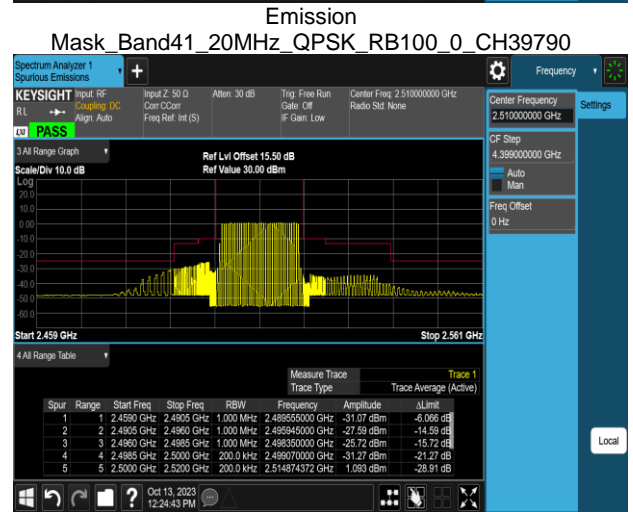 Emission
Mask_Band41_20MHz_QPSK_RB100_0_CH39790
Spectrum Analyzer 1
Spurious Emissions
+
Frequency
KEYSIGHT
RL
Input: RF
Coupling: DC
Align: Auto
Input Z: 50 Ω
Corr CCorr
Freq Ref: Int (S)
Atten: 30 dB
Trig: Free Run
Gate: Off
IF Gain: Low
Center Freq: 2.510000000 GHz
Radio Std: None
LXI PASS
Center Frequency
2.510000000 GHz
Settings
CF Step
4.399000000 GHz
Auto
Man
Freq Offset
0 Hz
3 All Range Graph
Scale/Div 10.0 dB
Ref Lvl Offset 15.50 dB
Ref Value 30.00 dBm
Log
20.0
10.0
0.00
-10.0
-20.0
-30.0
-40.0
-50.0
-60.0
Start 2.459 GHz
Stop 2.561 GHz
4 All Range Table
Measure Trace Trace 1
Trace Type Trace Average (Active)
Spur Range Start Freq Stop Freq RBW Frequency Amplitude ΔLimit
1 1 2.4590 GHz 2.4905 GHz 1.000 MHz 2.489555000 GHz -31.07 dBm -6.066 dB
2 2 2.4905 GHz 2.4960 GHz 1.000 MHz 2.495945000 GHz -27.59 dBm -14.59 dB
3 3 2.4960 GHz 2.4985 GHz 1.000 MHz 2.498350000 GHz -25.72 dBm -15.72 dB
4 4 2.4985 GHz 2.5000 GHz 200.0 kHz 2.499070000 GHz -31.27 dBm -21.27 dB
5 5 2.5000 GHz 2.5200 GHz 200.0 kHz 2.514874372 GHz 1.093 dBm -28.91 dB
Local
?
Oct 13, 2023
12:24:43 PM